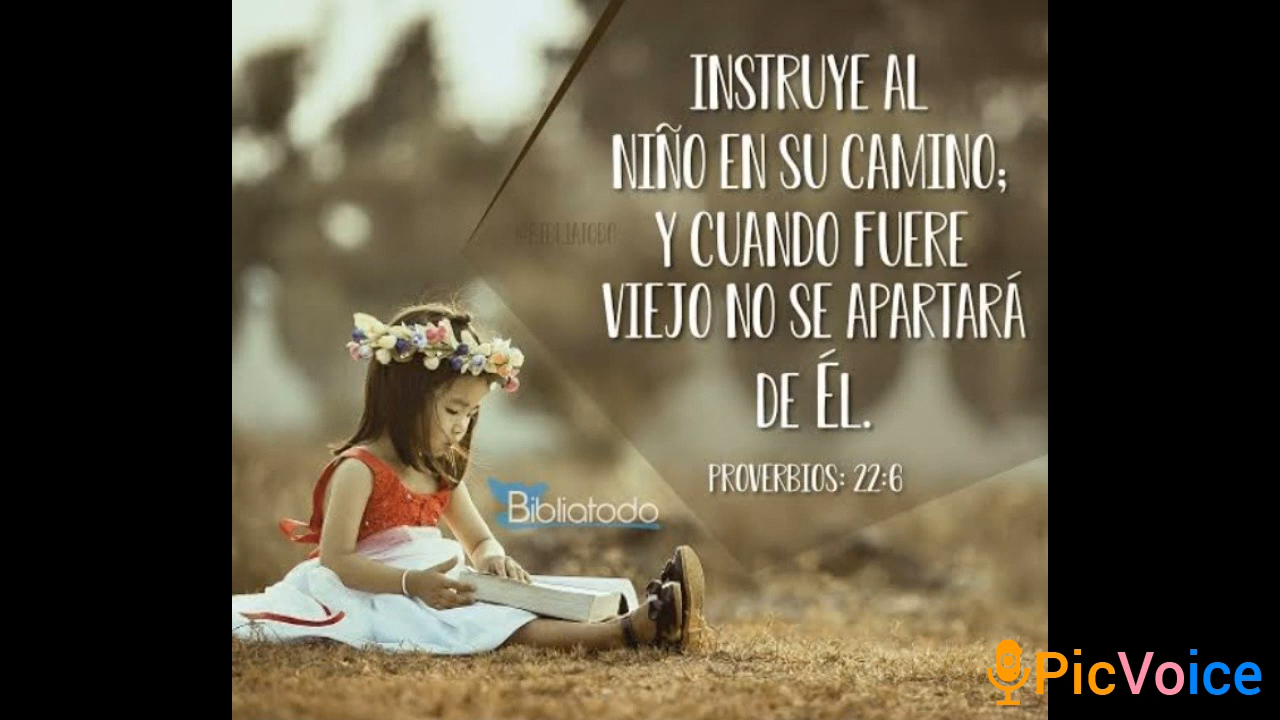 INSTRUYE AL
NIÑO EN SU CAMINO;
Y CUANDO FUERE
VIEJO NO SE APARTARÁ
DE ÉL.
PROVERBIOS: 22:6
@BIBLIATODO
Bibliatodo
PicVoice